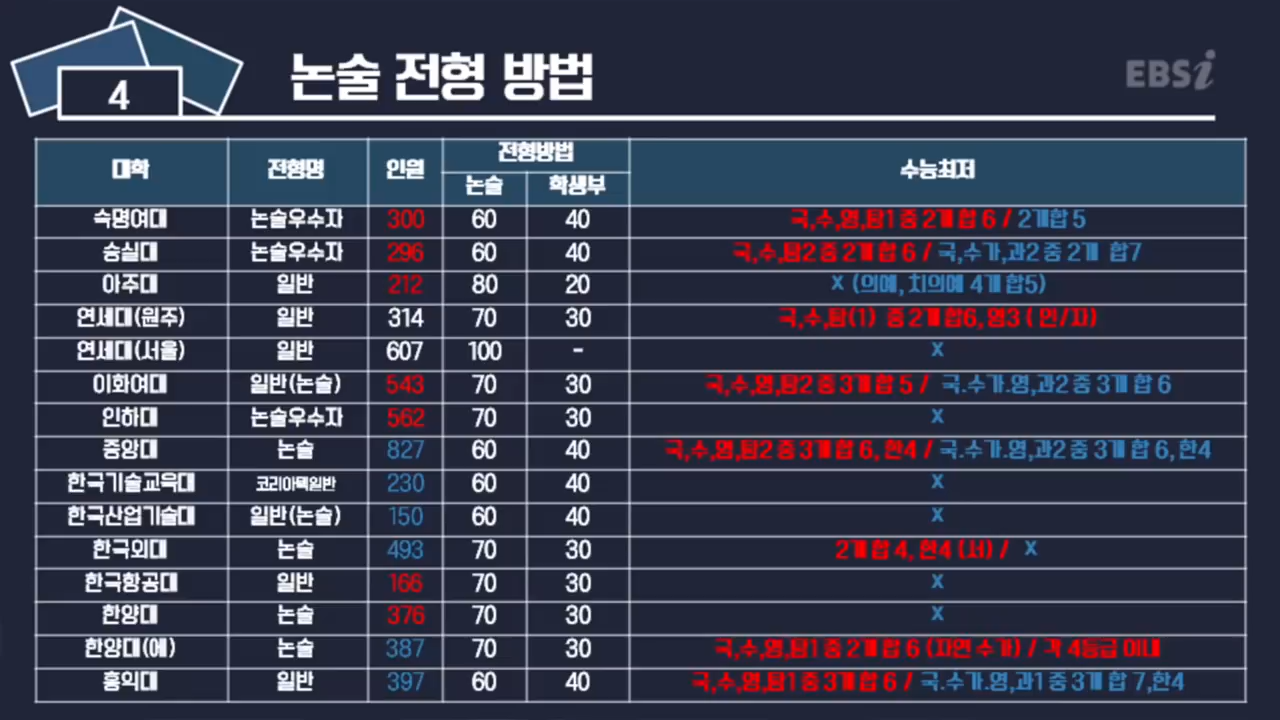 4
논술 전형 방법
EBSi
대학 전형명 인원 전형방법 수능최저
논술 학생부
숙명여대 논술우수자 300 60 40 국,수,영,탐1 중 2개 합 6 / 2개합 5
숭실대 논술우수자 296 60 40 국,수,탐2 중 2개 합 6 / 국,수가,과2 중 2개 합7
아주대 일반 212 80 20 X (의예, 치의예 4개 합5)
연세대(원주) 일반 314 70 30 국,수,탐(1) 중 2개 합6, 영3 ( 인/자)
연세대(서울) 일반 607 100 - X
이화여대 일반(논술) 543 70 30 국,수,영,탐2 중 3개 합 5 / 국.수가.영,과2 중 3개 합 6
인하대 논술우수자 562 70 30 X
중앙대 논술 827 60 40 국,수,영,탐2 중 3개 합 6, 한4 / 국.수가.영,과2 중 3개 합 6, 한4
한국기술교육대 코리아텍일반 230 60 40 X
한국산업기술대 일반(논술) 150 60 40 X
한국외대 논술 493 70 30 2개 합 4, 한4 (서) / X
한국항공대 일반 166 70 30 X
한양대 논술 376 70 30 X
한양대(에) 논술 387 70 30 국,수,영,탐1 중 2개 합 6 (자연 수가) / 각 4등급 이내
홍익대 일반 397 60 40 국,수,영,탐1 중 3개 합 6 / 국.수가.영,과1 중 3개 합 7,한4